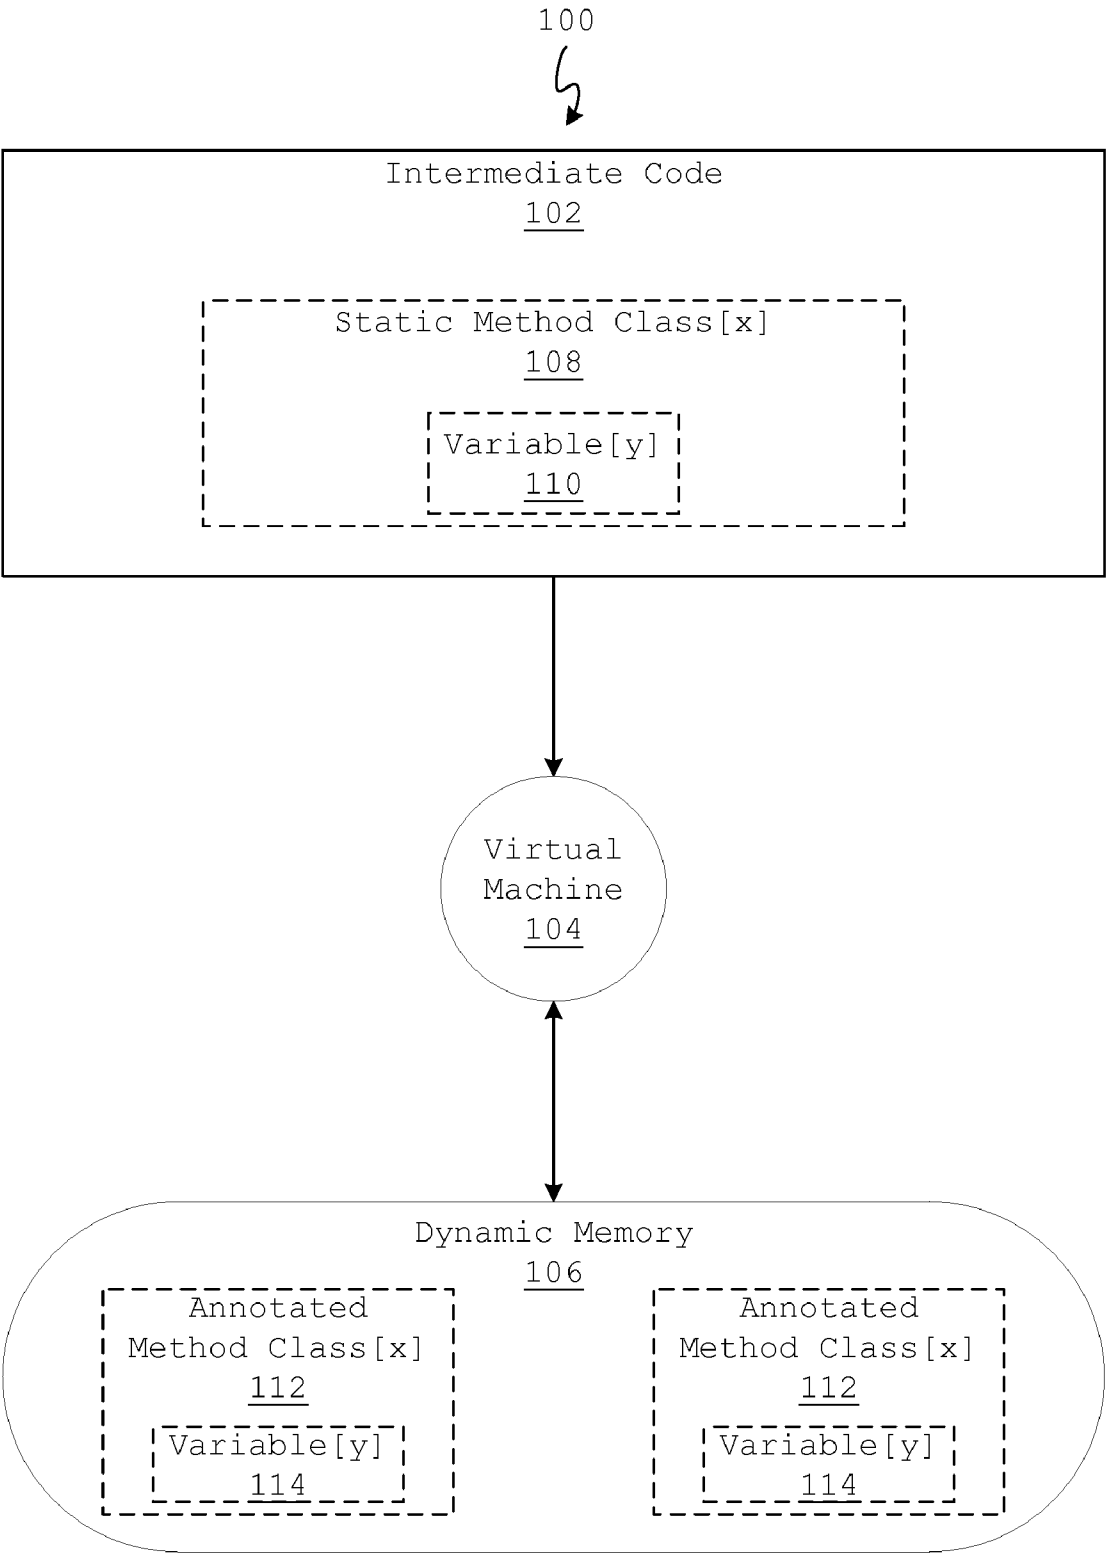 100
Intermediate Code
102
Static Method Class[x]
108
Variable[y]
110
Virtual
Machine
104
Dynamic Memory
106
Annotated
Method Class[x]
112
Variable[y]
114
Annotated
Method Class[x]
112
Variable[y]
114